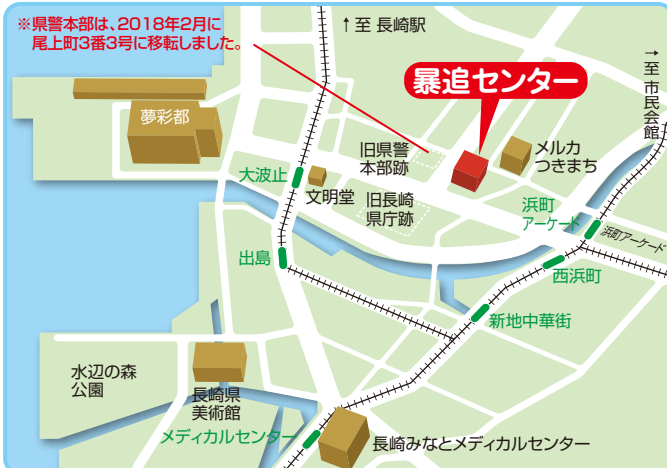 ※県警本部は、2018年2月に
尾上町3番3号に移転しました。
↑至 長崎駅
→至 市民会館
暴追センター
夢彩都
旧県警
本部跡
メルカ
つきまち
大波止
文明堂
旧長崎
県庁跡
浜町
アーケード
浜町アーケード
出島
西浜町
新地中華街
水辺の森
公園
長崎県
美術館
メディカルセンター
長崎みなとメディカルセンター